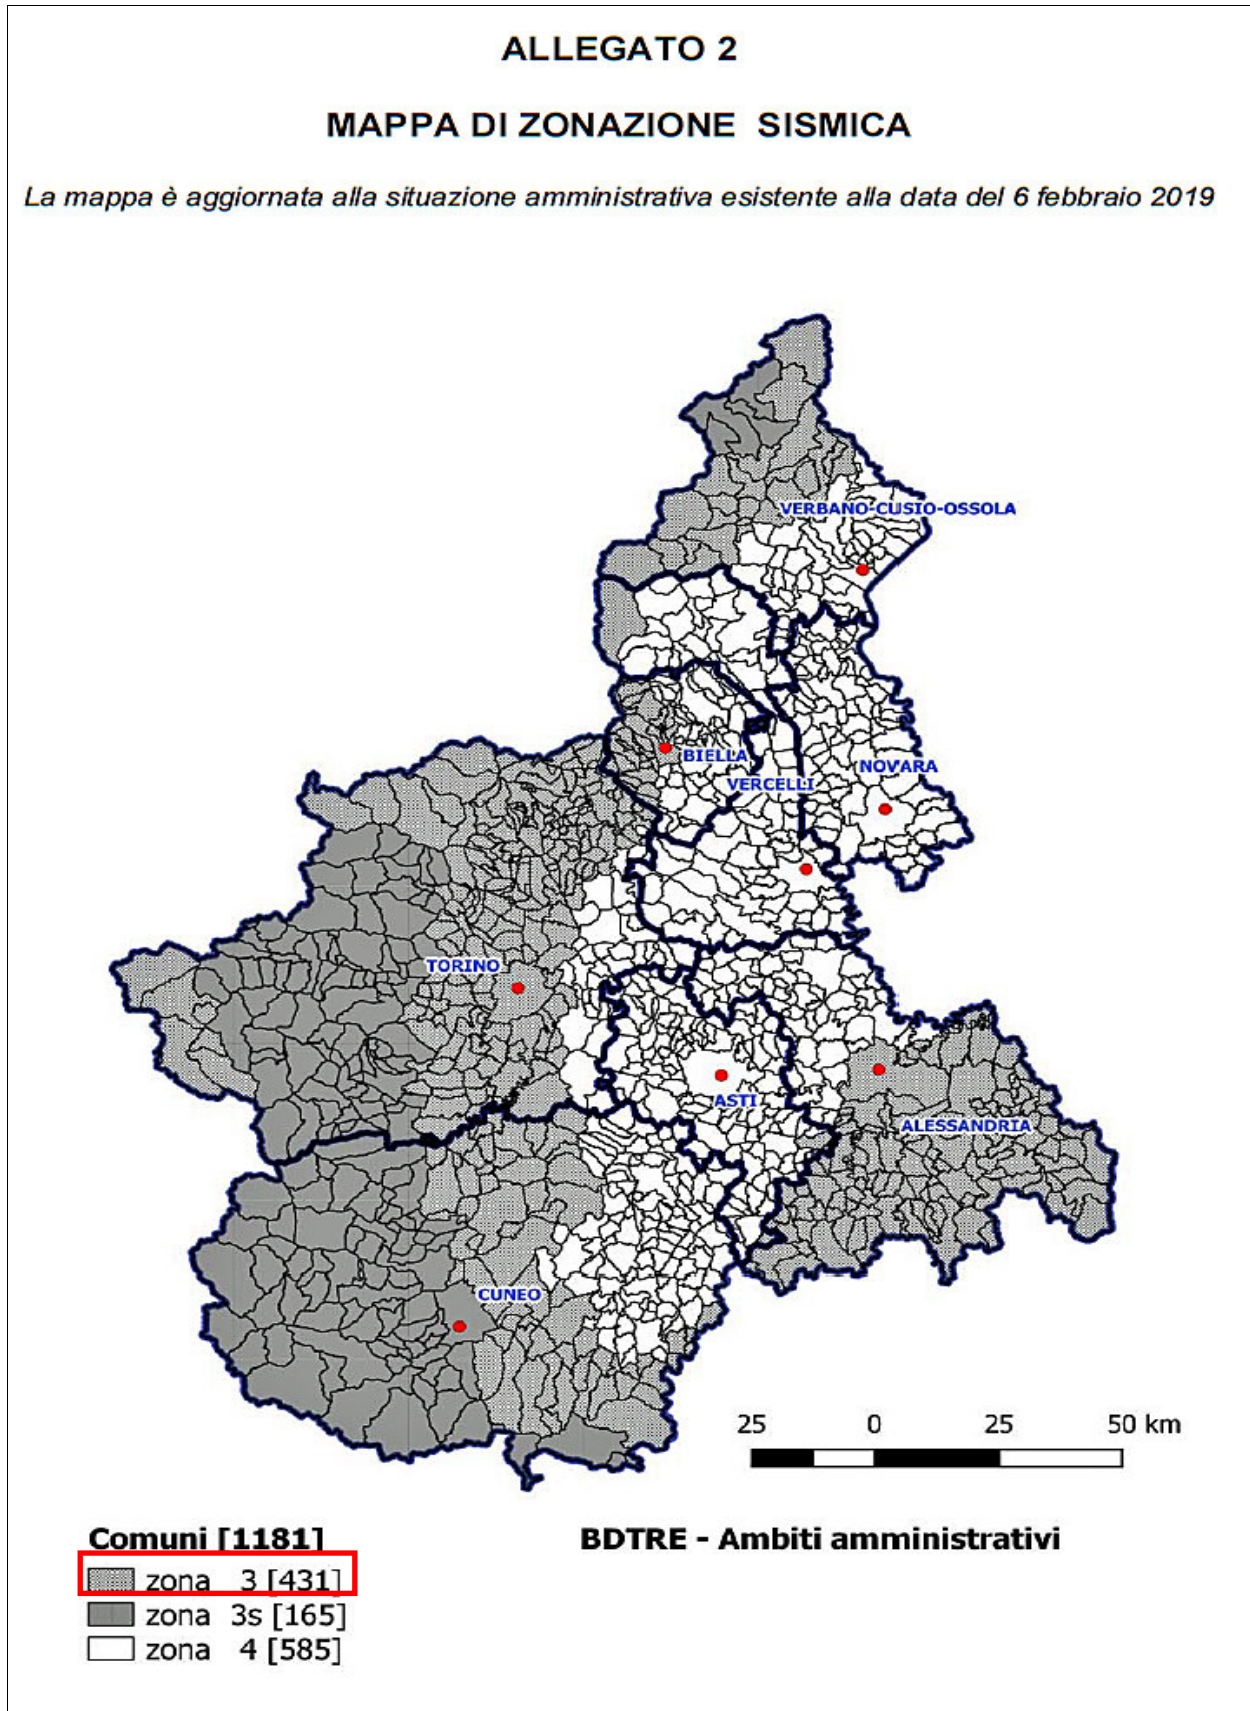 ALLEGATO 2
MAPPA DI ZONAZIONE SISMICA
La mappa è aggiornata alla situazione amministrativa esistente alla data del 6 febbraio 2019
VERBANO-CUSIO-OSSOLA
BIELLA
NOVARA
VERCELLI
TORINO
ASTI
ALESSANDRIA
CUNEO
25 0 25 50 km
Comuni [1181]
BDTRE - Ambiti amministrativi
zona 3 [431]
zona 3s [165]
zona 4 [585]